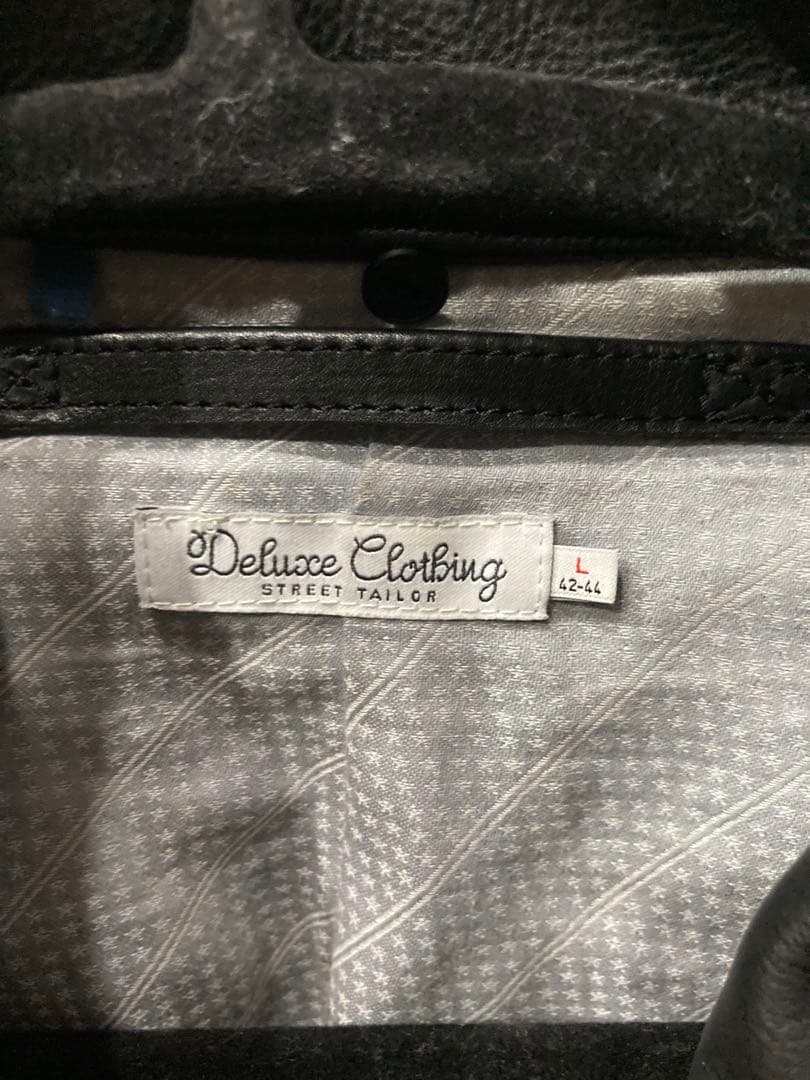 Deluxe Clothing
STREET TAILOR
L
42-44